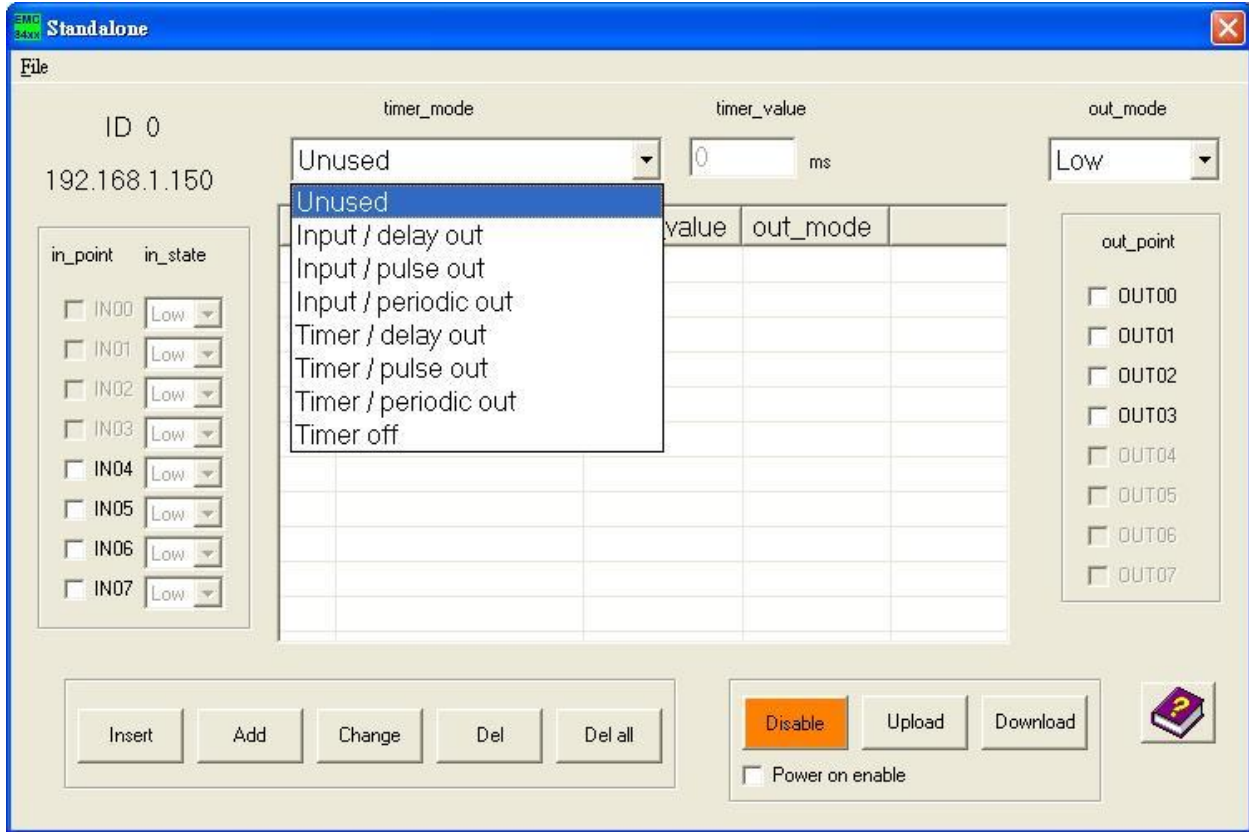 EMC
84xx
Standalone
File
ID 0
192.168.1.150
timer_mode
timer_value
out_mode
Unused
0
ms
Low
Unused
Input / delay out
Input / pulse out
Input / periodic out
Timer / delay out
Timer / pulse out
Timer / periodic out
Timer off
value
out_mode
in_point in_state
IN00 Low
IN01 Low
IN02 Low
IN03 Low
IN04 Low
IN05 Low
IN06 Low
IN07 Low
out_point
OUT00
OUT01
OUT02
OUT03
OUT04
OUT05
OUT06
OUT07
Insert
Add
Change
Del
Del all
Disable
Upload
Download
Power on enable
?